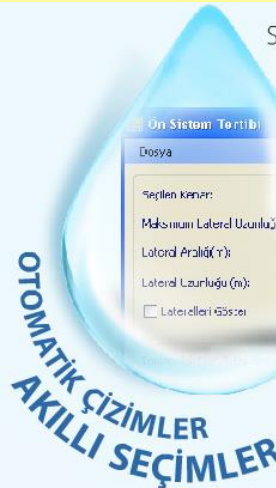 S
Ön Sistem Tertibi
Dosya
Seçilen Kenar:
Maksimum Lateral Uzunluğ
Lateral Aralığı(m):
Lateral Uzunluğu (m):
Lateralleri Göster
OTOMATİK ÇİZİMLER
AKILLI SEÇİMLER